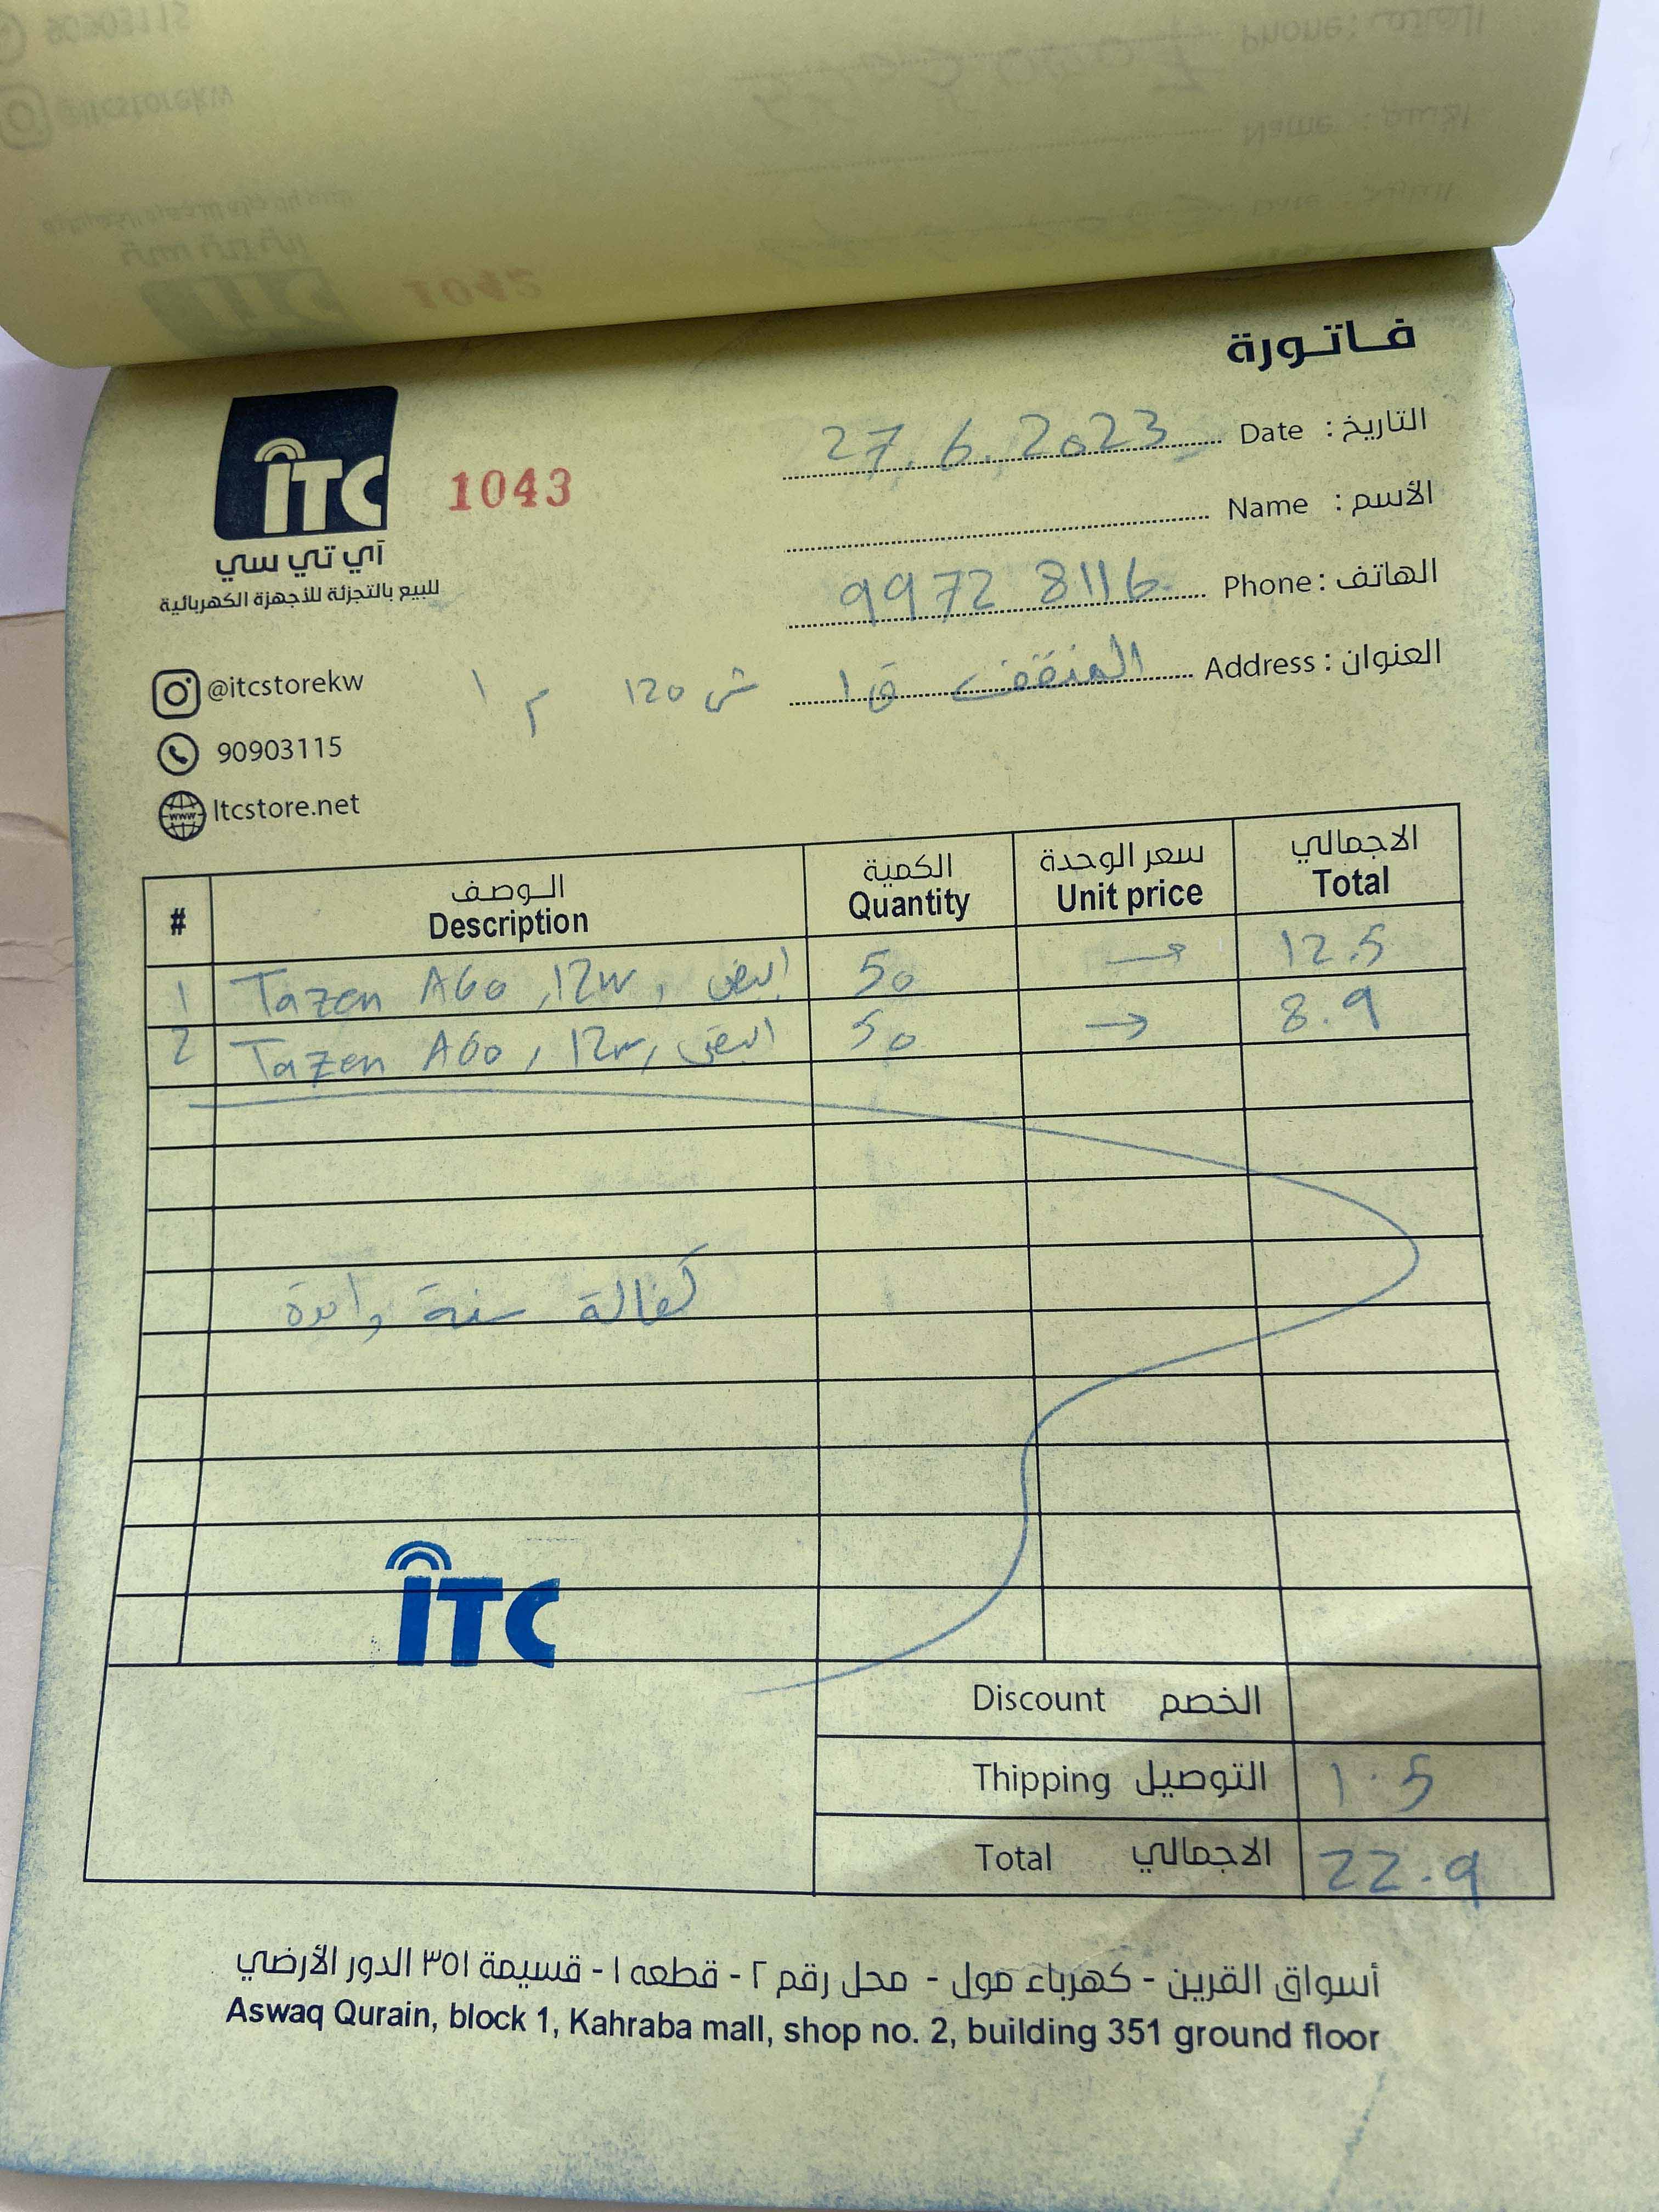 فاتورة
ITC
آي تي سي
للبيع بالتجزئة للأجهزة الكهربائية
1043
التاريخ : Date 27.6.2023
الأسم : Name
الهاتف : Phone 9972 8116
العنوان : Address المنقف ق ١ ش 120 م ١
@itcstorekw
90903115
Itcstore.net
# الوصف الكمية سعر الوحدة الاجمالي
Description Quantity Unit price Total
1 Tazen A60, 12w, ابيض 50 → 12.5
2 Tazen A60, 12w, ابيض 50 → 8.9
كفالة سنة واحدة
ITC
Discount الخصم
Thipping التوصيل 1.5
Total الاجمالي 22.9
أسواق القرين - كهرباء مول - محل رقم ٢ - قطعه ١ - قسيمة ٣٥١ الدور الأرضي
Aswaq Qurain, block 1, Kahraba mall, shop no. 2, building 351 ground floor